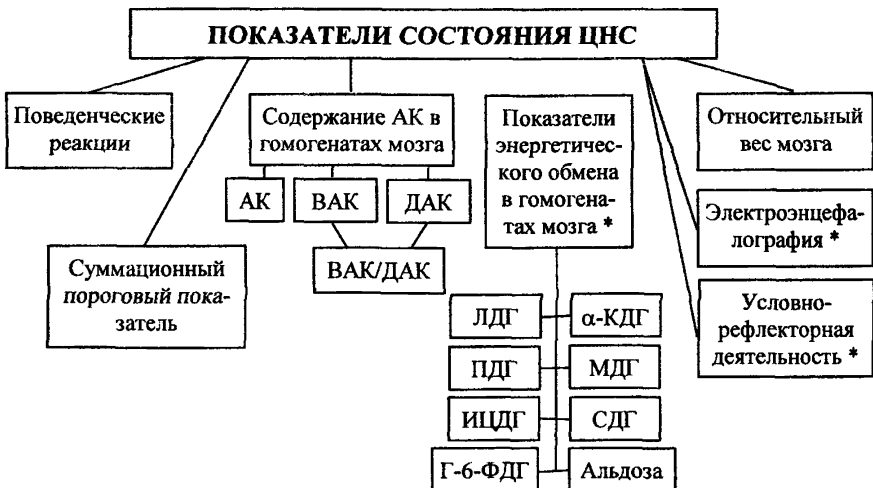 ПОКАЗАТЕЛИ СОСТОЯНИЯ ЦНС
Поведенческие
реакции
Суммационный
пороговый пока-
затель
Содержание АК в
гомогенатах мозга
АК
ВАК
ДАК
ВАК/ДАК
Показатели
энергетичес-
кого обмена
в гомогена-
тах мозга *
ЛДГ
α-КДГ
ПДГ
МДГ
ИЦДГ
СДГ
Г-6-ФДГ
Альдоза
Относительный
вес мозга
Электроэнцефа-
лография *
Условно-
рефлекторная
деятельность *